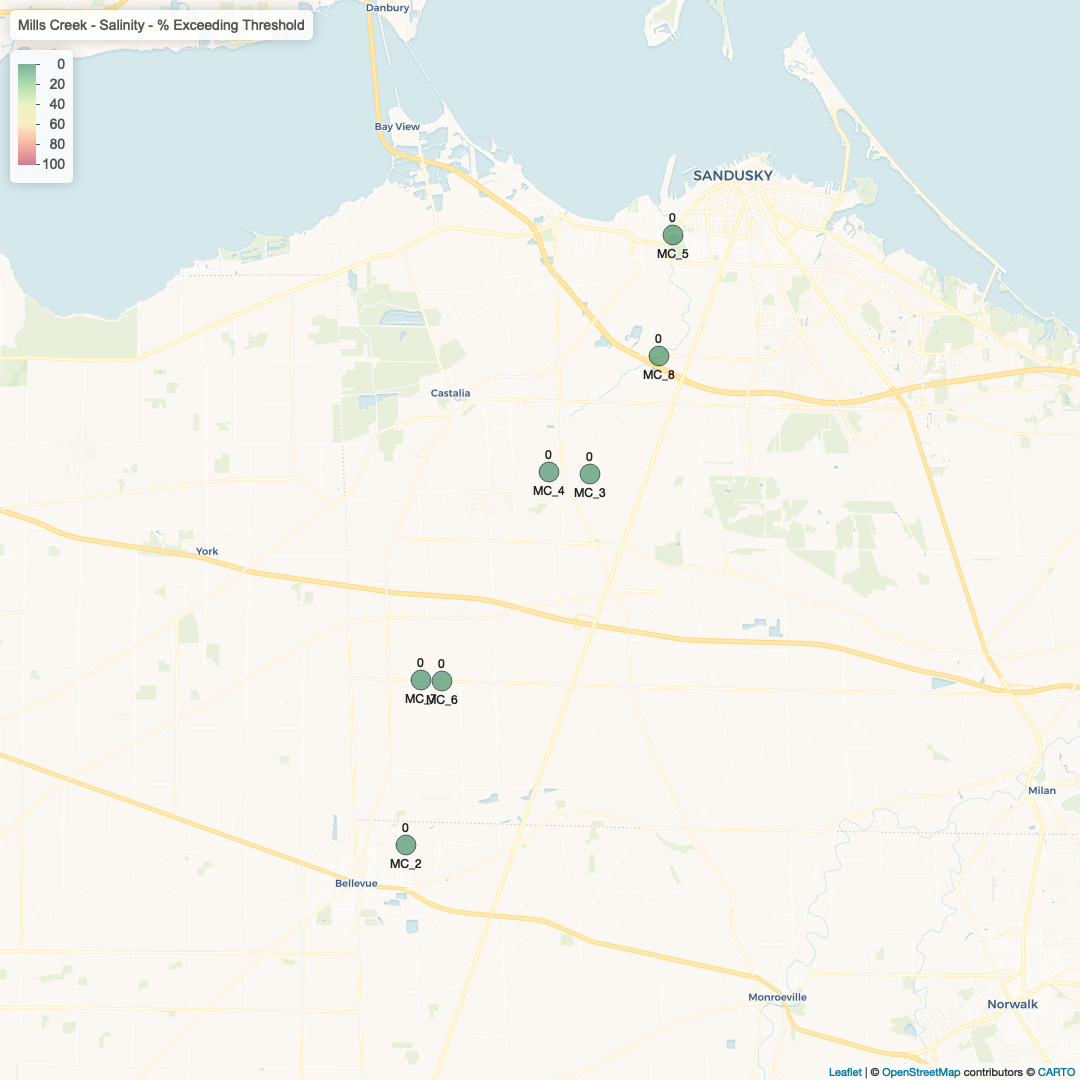 Danbury
Mills Creek - Salinity - % Exceeding Threshold
0
20
40
60
80
100
Bay View
SANDUSKY
0
MC_5
0
MC_8
Castalia
0
MC_4
0
MC_3
York
0
0
MC_6
0
MC_2
Bellevue
Milan
Monroeville
Norwalk
Leaflet | © OpenStreetMap contributors © CARTO